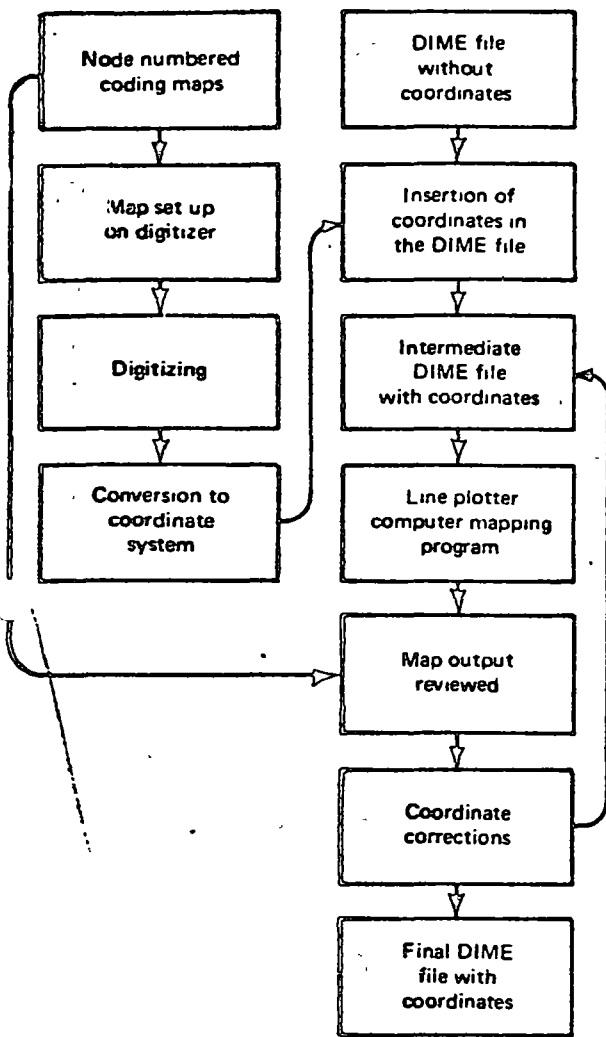 Node numbered
coding maps
Map set up
on digitizer
Digitizing
Conversion to
coordinate
system
DIME file
without
coordinates
Insertion of
coordinates in
the DIME file
Intermediate
DIME file
with coordinates
Line plotter
computer mapping
program
Map output
reviewed
Coordinate
corrections
Final DIME
file with
coordinates